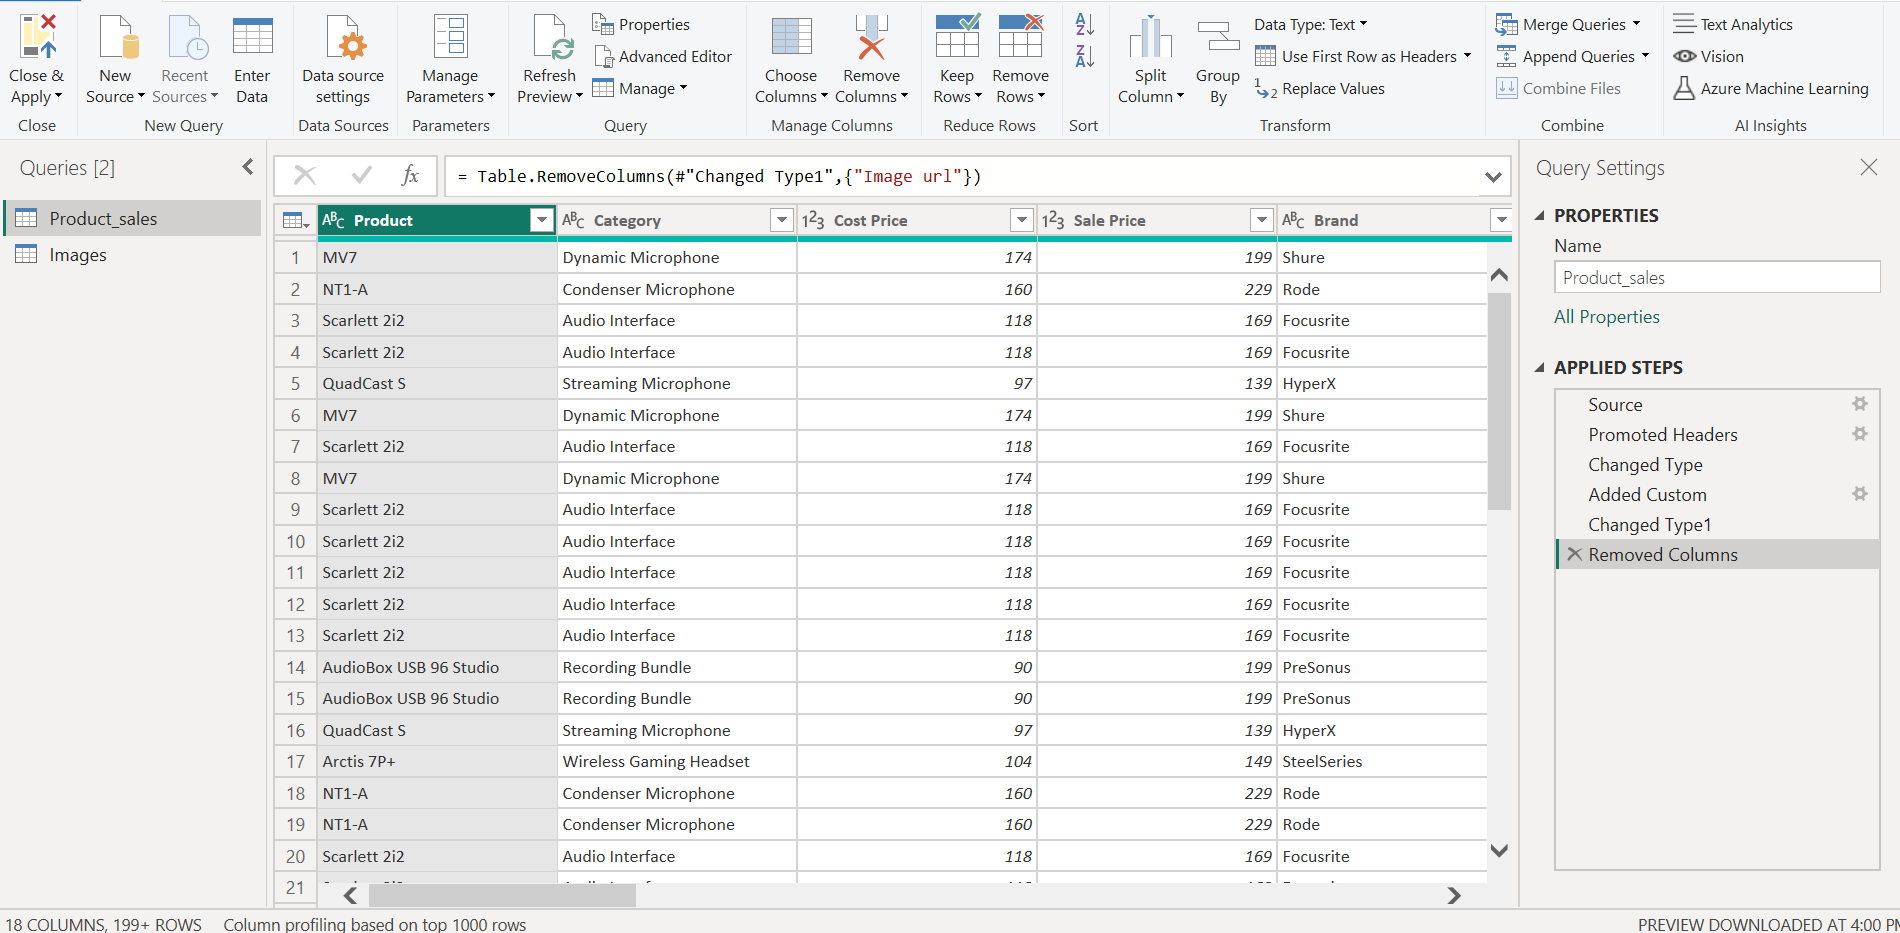 Close & Apply
New Source
Recent Sources
Enter Data
Data source settings
Manage Parameters
Refresh Preview
Properties
Advanced Editor
Manage
Choose Columns
Remove Columns
Keep Rows
Remove Rows
A Z
Z A
Split Column
Group By
Data Type: Text
Use First Row as Headers
1 2 Replace Values
Merge Queries
Append Queries
Combine Files
Text Analytics
Vision
Azure Machine Learning
Close
New Query
Data Sources
Parameters
Query
Manage Columns
Reduce Rows
Sort
Transform
Combine
AI Insights
Queries [2]
Product_sales
Images
fx
= Table.RemoveColumns(#"Changed Type1",{"Image url"})
ABC Product ABC Category 123 Cost Price 123 Sale Price ABC Brand
1 MV7 Dynamic Microphone 174 199 Shure
2 NT1-A Condenser Microphone 160 229 Rode
3 Scarlett 2i2 Audio Interface 118 169 Focusrite
4 Scarlett 2i2 Audio Interface 118 169 Focusrite
5 QuadCast S Streaming Microphone 97 139 HyperX
6 MV7 Dynamic Microphone 174 199 Shure
7 Scarlett 2i2 Audio Interface 118 169 Focusrite
8 MV7 Dynamic Microphone 174 199 Shure
9 Scarlett 2i2 Audio Interface 118 169 Focusrite
10 Scarlett 2i2 Audio Interface 118 169 Focusrite
11 Scarlett 2i2 Audio Interface 118 169 Focusrite
12 Scarlett 2i2 Audio Interface 118 169 Focusrite
13 Scarlett 2i2 Audio Interface 118 169 Focusrite
14 AudioBox USB 96 Studio Recording Bundle 90 199 PreSonus
15 AudioBox USB 96 Studio Recording Bundle 90 199 PreSonus
16 QuadCast S Streaming Microphone 97 139 HyperX
17 Arctis 7P+ Wireless Gaming Headset 104 149 SteelSeries
18 NT1-A Condenser Microphone 160 229 Rode
19 NT1-A Condenser Microphone 160 229 Rode
20 Scarlett 2i2 Audio Interface 118 169 Focusrite
21
Query Settings
PROPERTIES
Name
Product_sales
All Properties
APPLIED STEPS
Source
Promoted Headers
Changed Type
Added Custom
Changed Type1
Removed Columns
18 COLUMNS, 199+ ROWS Column profiling based on top 1000 rows
PREVIEW DOWNLOADED AT 4:00 PM